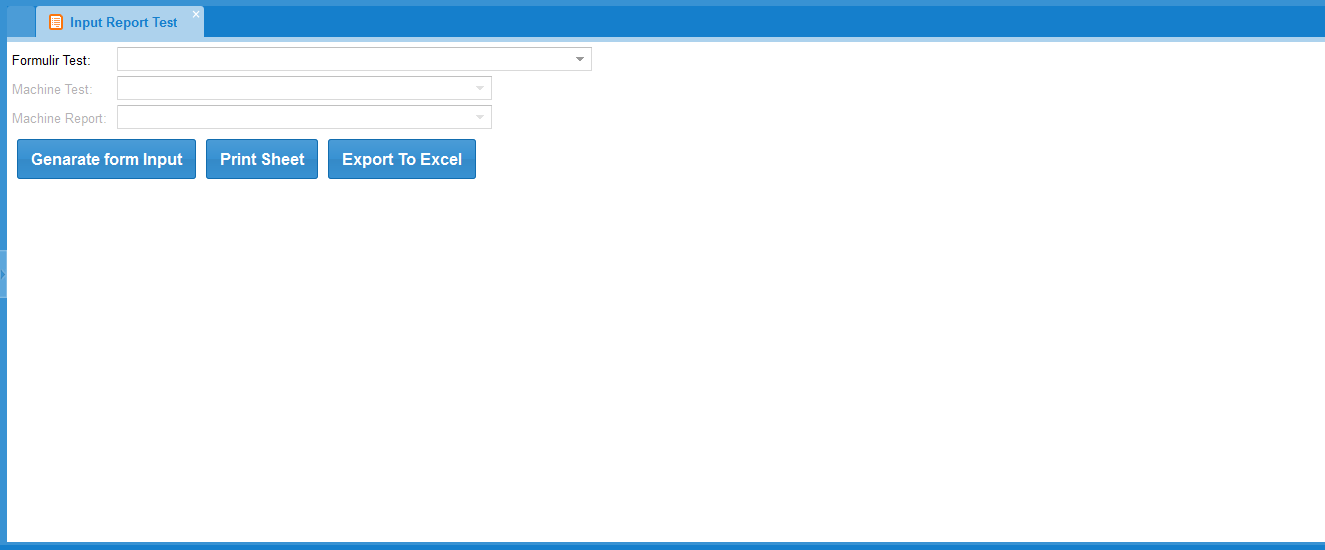 Input Report Test
Formulir Test:
Machine Test:
Machine Report:
Genarate form Input Print Sheet Export To Excel